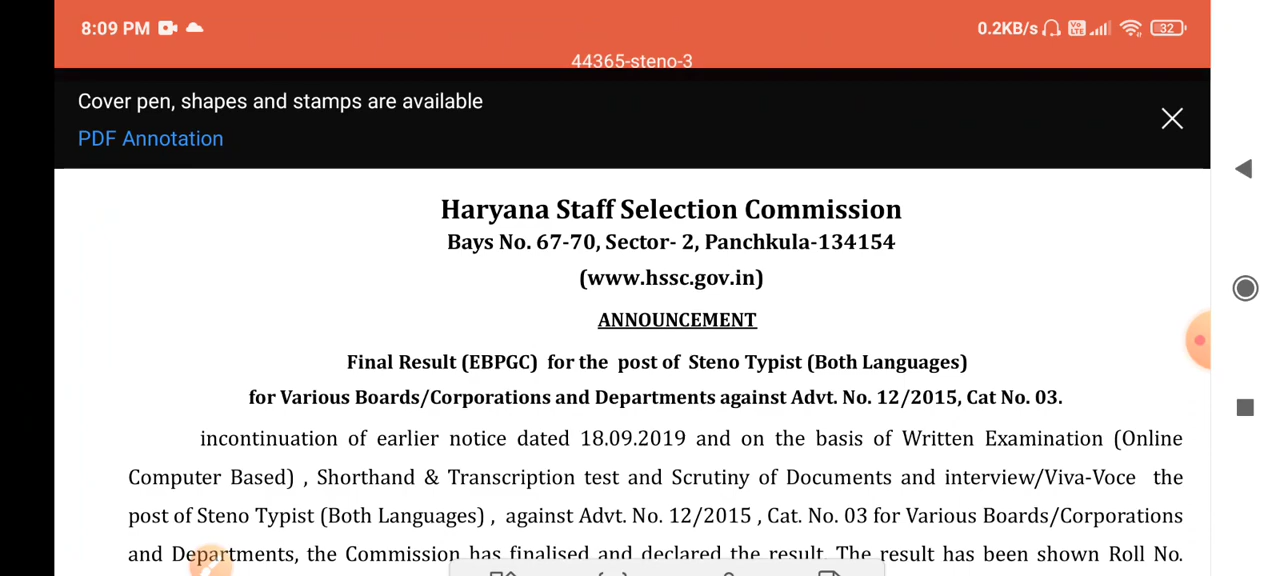 8:09 PM 0.2KB/s Vo LTE 32
44365-steno-3
Cover pen, shapes and stamps are available
PDF Annotation
Haryana Staff Selection Commission
Bays No. 67-70, Sector- 2, Panchkula-134154
(www.hssc.gov.in)
ANNOUNCEMENT
Final Result (EBPGC) for the post of Steno Typist (Both Languages)
for Various Boards/Corporations and Departments against Advt. No. 12/2015, Cat No. 03.
incontinuation of earlier notice dated 18.09.2019 and on the basis of Written Examination (Online
Computer Based) , Shorthand & Transcription test and Scrutiny of Documents and interview/Viva-Voce the
post of Steno Typist (Both Languages) , against Advt. No. 12/2015 , Cat. No. 03 for Various Boards/Corporations
and Departments, the Commission has finalised and declared the result. The result has been shown Roll No.